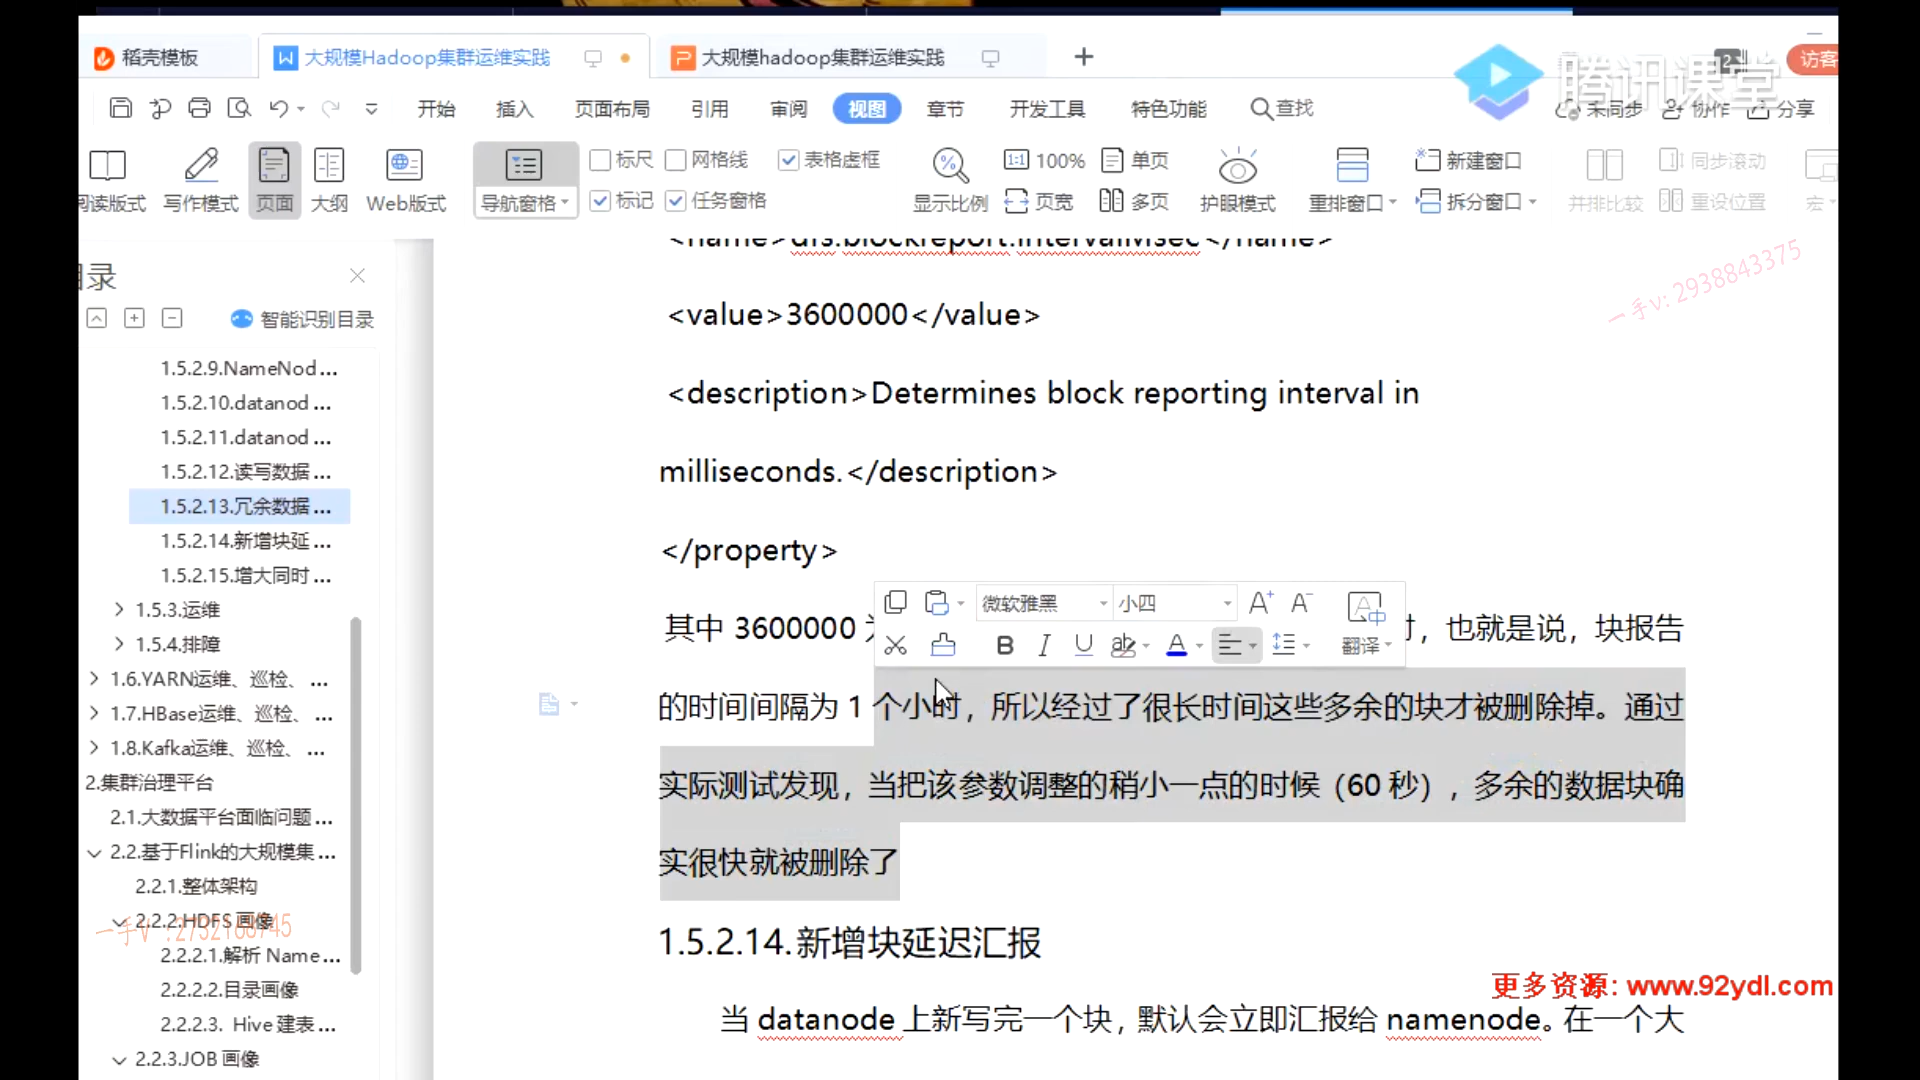 稻壳模板
大规模Hadoop集群运维实践
大规模hadoop集群运维实践
访客
腾讯课堂
开始 插入 页面布局 引用 审阅 视图 章节 开发工具 特色功能 查找
未同步 协作 分享
标尺 网格线 表格虚框 100% 单页 新建窗口 同步滚动
阅读版式 写作模式 页面 大纲 Web版式 导航窗格 标记 任务窗格 显示比例 页宽 多页 护眼模式 重排窗口 拆分窗口 并排比较 重设位置 宏
<name>dfs.blockreport.intervalMsec</name>
一手v: 2938843375
目录
智能识别目录
<value>3600000</value>
1.5.2.9.NameNod...
<description>Determines block reporting interval in
1.5.2.10.datanod ...
1.5.2.11.datanod ...
milliseconds.</description>
1.5.2.12.读写数据 ...
1.5.2.13.冗余数据 ...
1.5.2.14.新增块延 ...
</property>
1.5.2.15.增大同时 ...
微软雅黑 小四
1.5.3.运维
其中 3600000
,也就是说，块报告
翻译
1.5.4.排障
1.6.YARN运维、巡检、 ...
的时间间隔为 1 个小时，所以经过了很长时间这些多余的块才被删除掉。通过
1.7.HBase运维、巡检、 ...
1.8.Kafka运维、巡检、 ...
实际测试发现，当把该参数调整的稍小一点的时候（60 秒），多余的数据块确
2.集群治理平台
2.1.大数据平台面临问题 ...
实很快就被删除了
2.2.基于Flink的大规模集 ...
2.2.1.整体架构
2.2.2.HDFS 画像
1.5.2.14.新增块延迟汇报
2.2.2.1.解析 Name...
2.2.2.2.目录画像
更多资源: www.92ydl.com
当 datanode 上新写完一个块，默认会立即汇报给 namenode。在一个大
2.2.2.3. Hive 建表 ...
2.2.3.JOB 画像